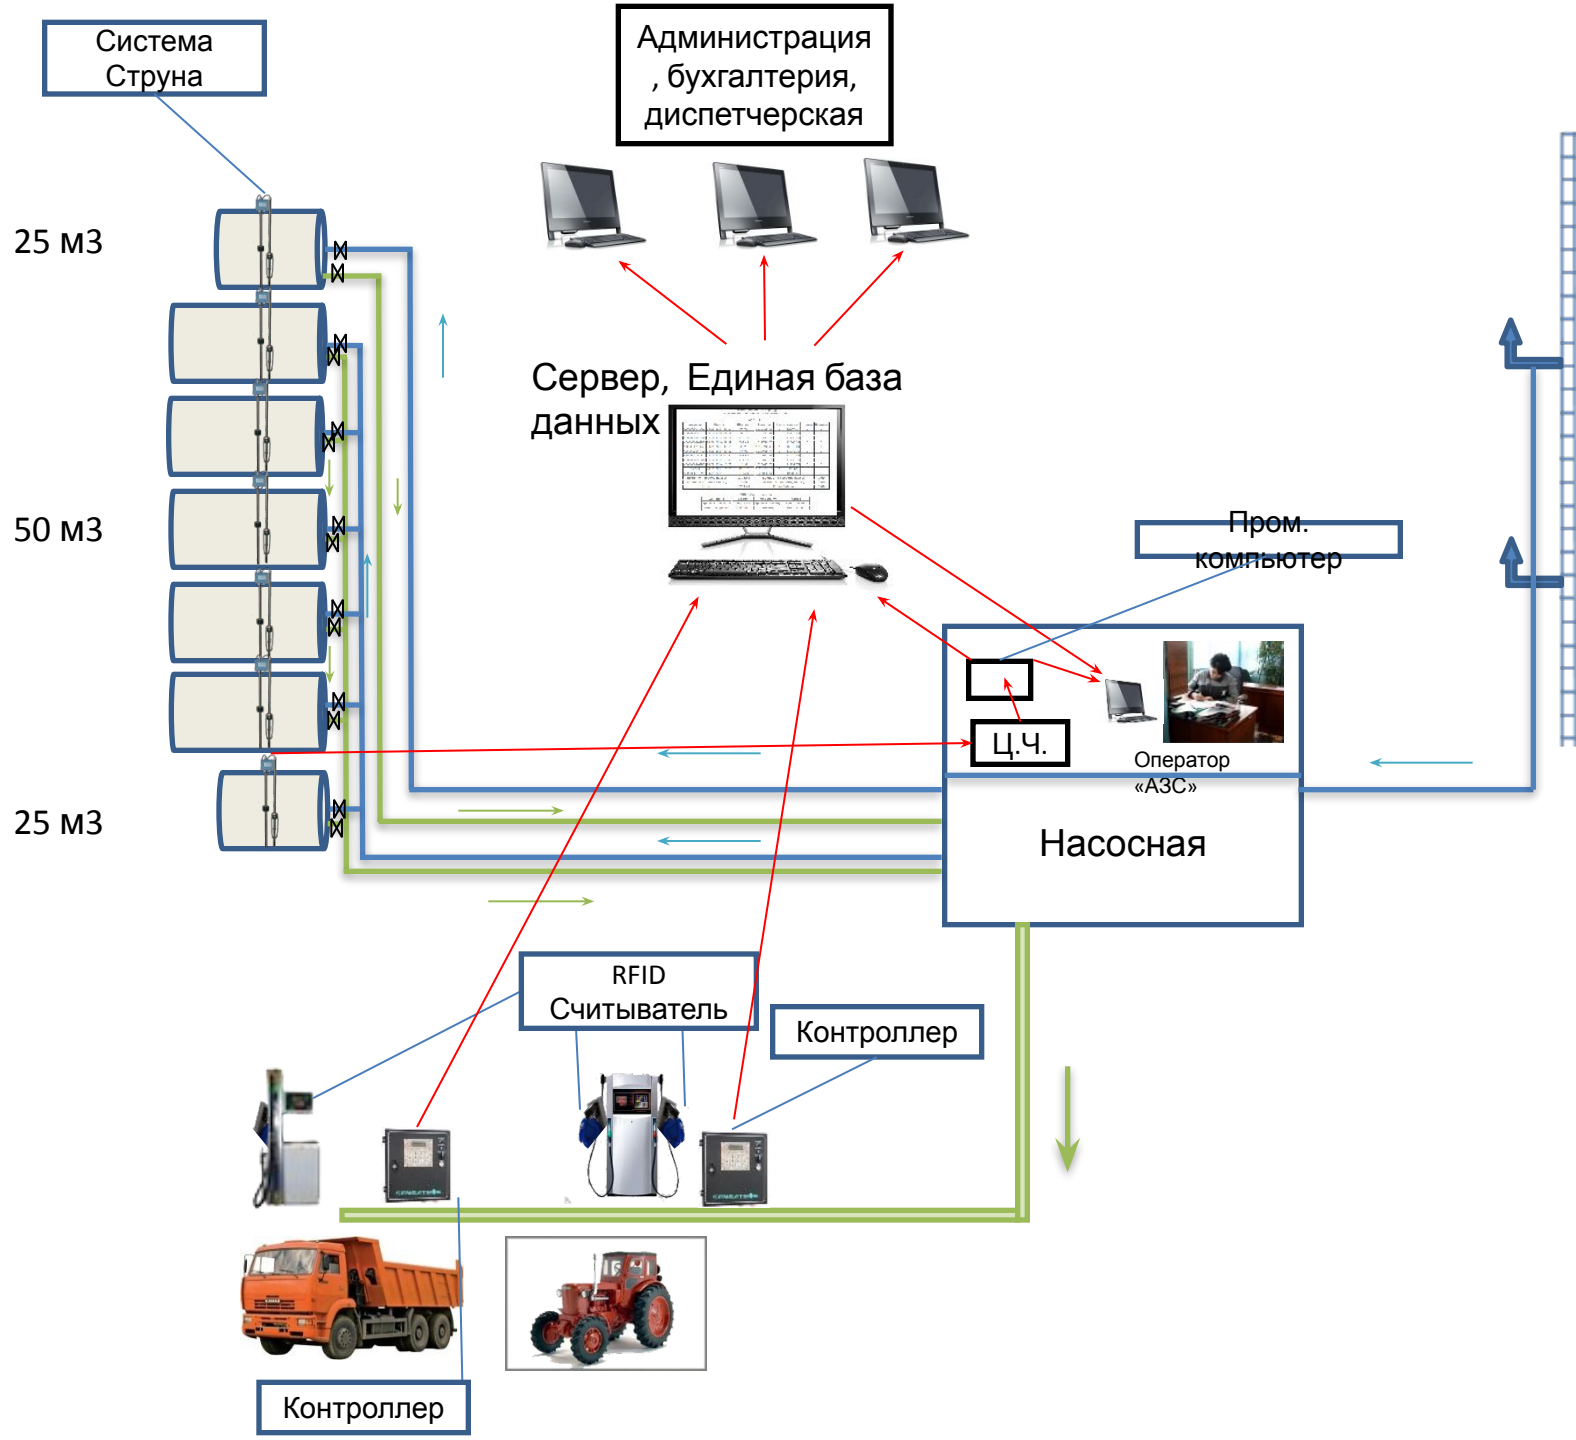 Система
Струна
Администрация
, бухгалтерия,
диспетчерская
25 м3
Сервер, Единая база
данных
50 м3
Пром.
компьютер
Ц.Ч.
Оператор
«АЗС»
25 м3
Насосная
RFID
Считыватель
Контроллер
Контроллер